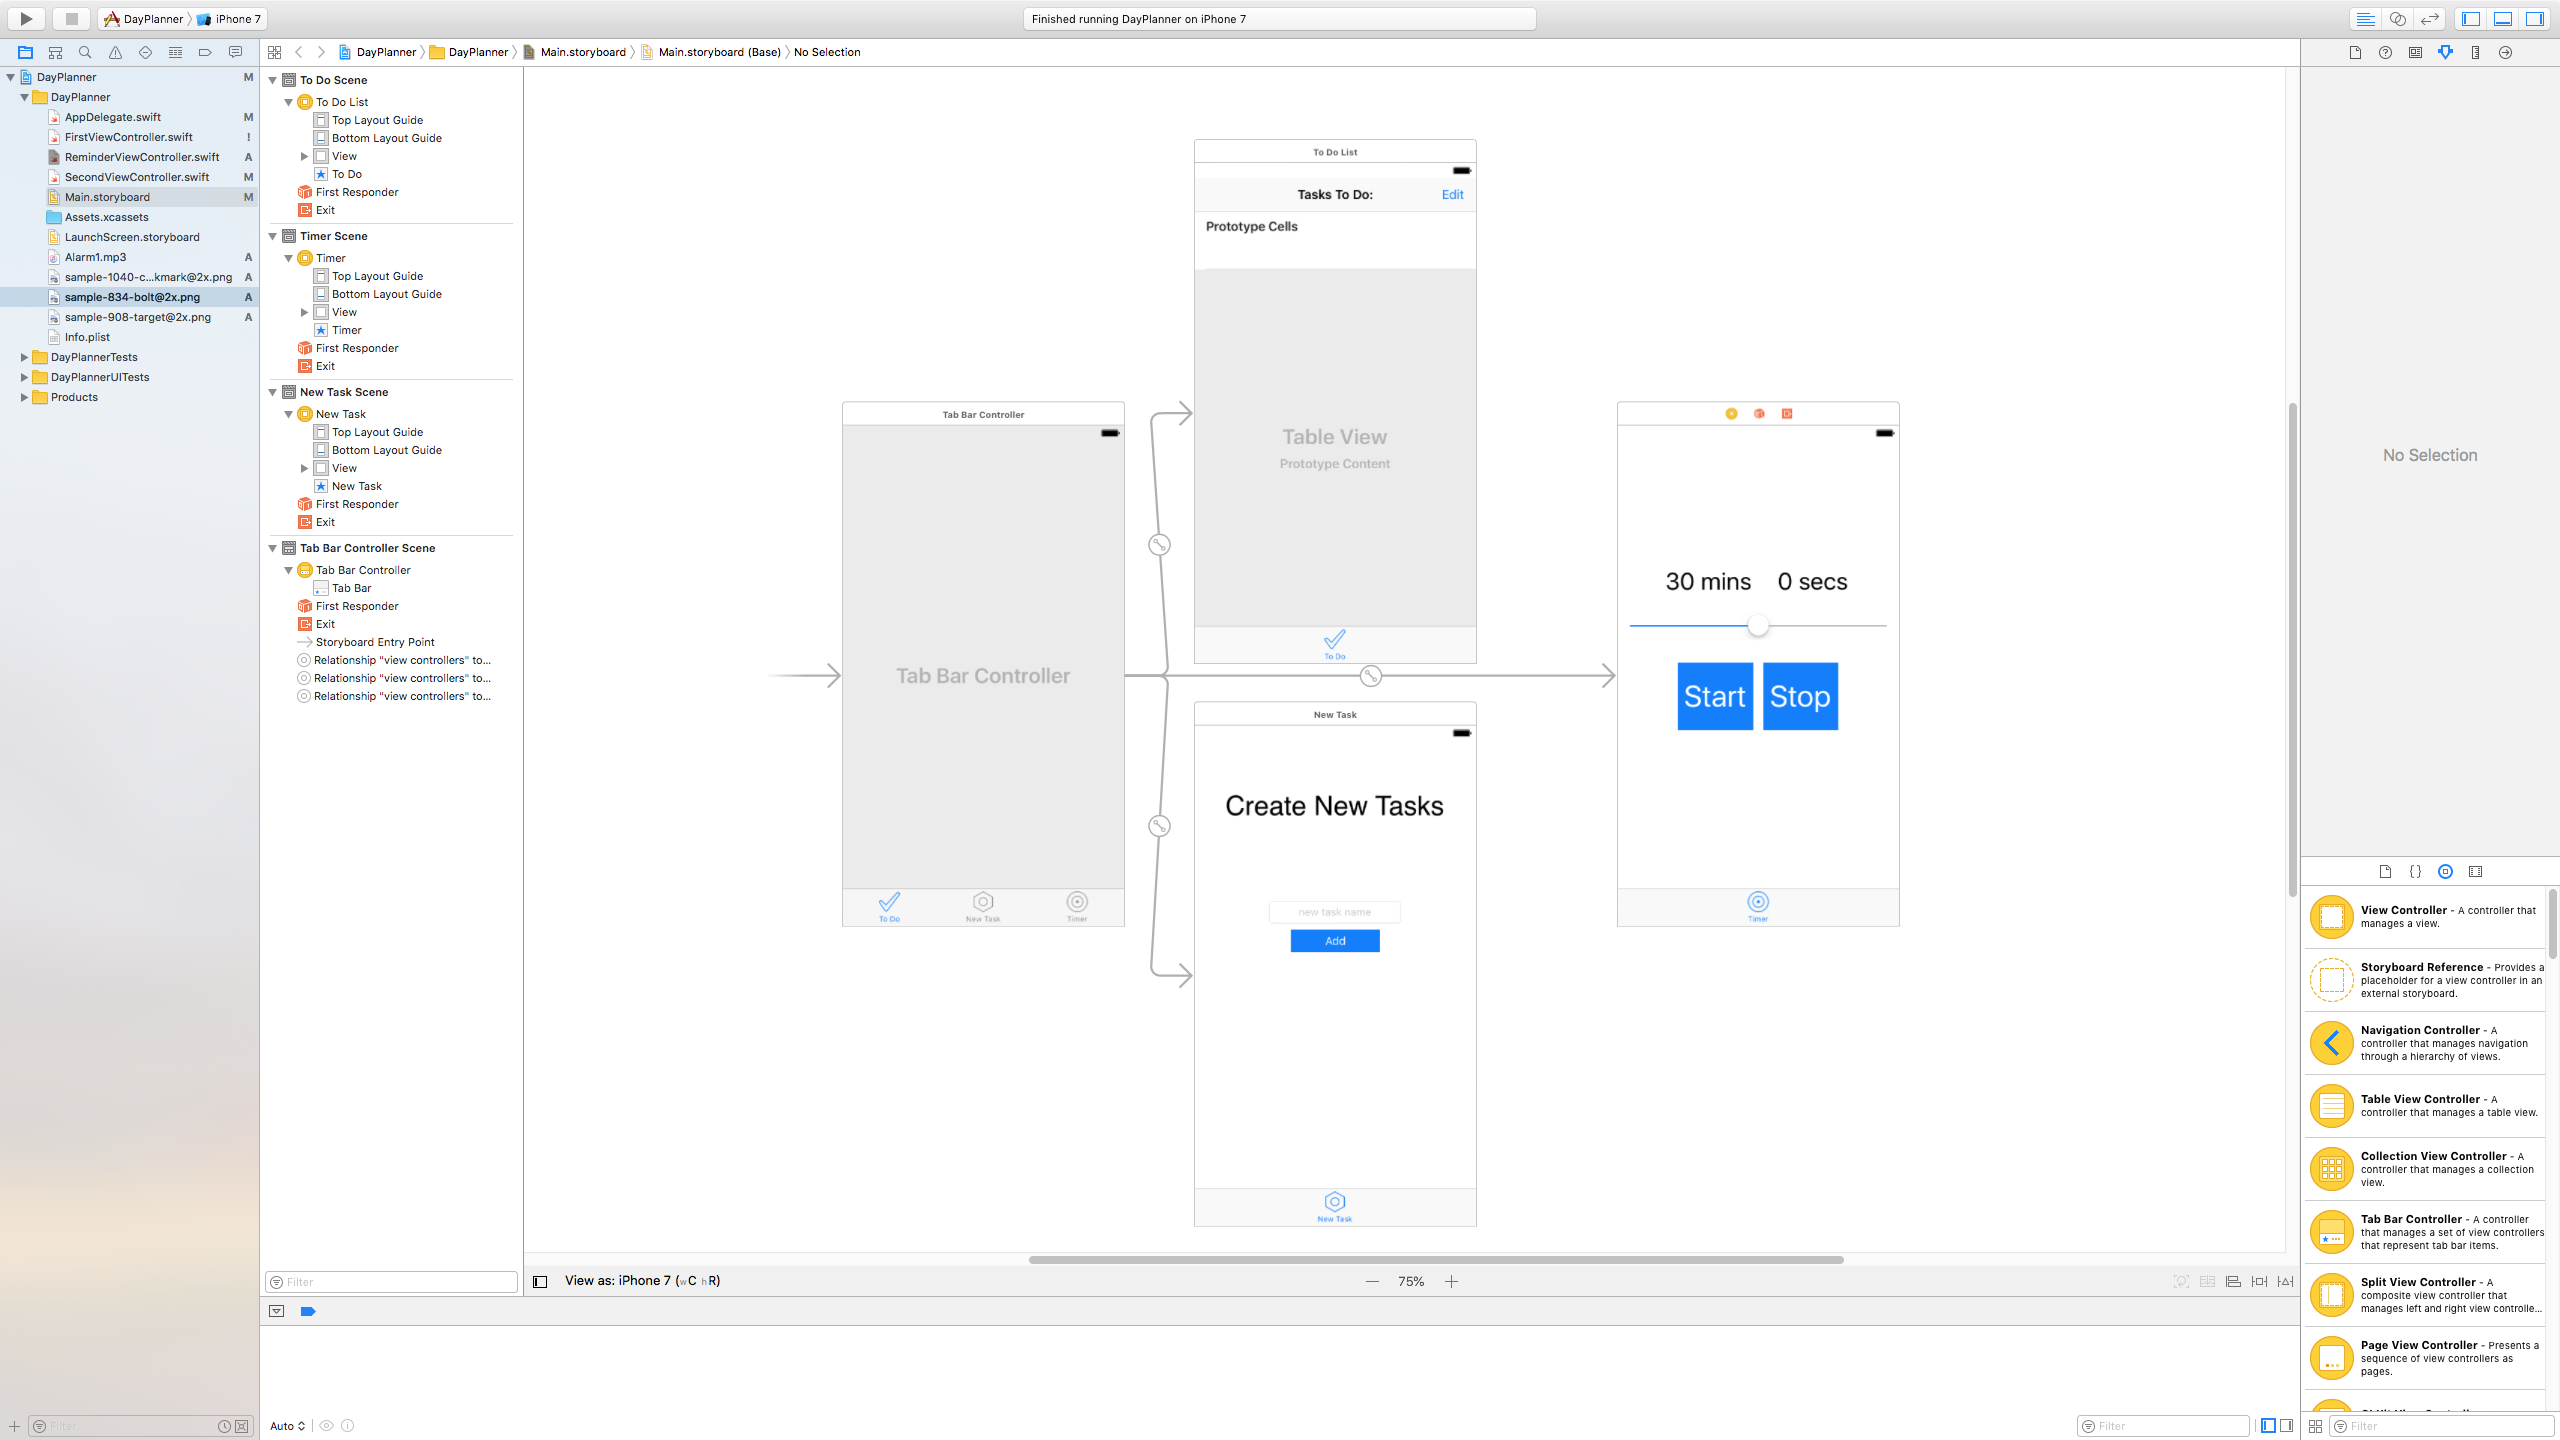 DayPlanner
iPhone 7
Finished running DayPlanner on iPhone 7
DayPlanner
DayPlanner
Main.storyboard
Main.storyboard (Base)
No Selection
DayPlanner M
DayPlanner
AppDelegate.swift M
FirstViewController.swift !
ReminderViewController.swift A
SecondViewController.swift M
Main.storyboard M
Assets.xcassets
LaunchScreen.storyboard
Alarm1.mp3 A
sample-1040-c...kmark@2x.png A
sample-834-bolt@2x.png A
sample-908-target@2x.png A
Info.plist
DayPlannerTests
DayPlannerUITests
Products
Filter
To Do Scene
To Do List
Top Layout Guide
Bottom Layout Guide
View
To Do
First Responder
Exit
Timer Scene
Timer
Top Layout Guide
Bottom Layout Guide
View
Timer
First Responder
Exit
New Task Scene
New Task
Top Layout Guide
Bottom Layout Guide
View
New Task
First Responder
Exit
Tab Bar Controller Scene
Tab Bar Controller
Tab Bar
First Responder
Exit
Storyboard Entry Point
Relationship "view controllers" to...
Relationship "view controllers" to...
Relationship "view controllers" to...
Filter
Tab Bar Controller
Tab Bar Controller
To Do
New Task
Timer
To Do List
Tasks To Do:
Edit
Prototype Cells
Table View
Prototype Content
To Do
New Task
Create New Tasks
new task name
Add
New Task
30 mins
0 secs
Start
Stop
Timer
View as: iPhone 7 (wC hR)
75%
Auto
Filter
No Selection
View Controller - A controller that
manages a view.
Storyboard Reference - Provides a
placeholder for a view controller in an
external storyboard.
Navigation Controller - A
controller that manages navigation
through a hierarchy of views.
Table View Controller - A
controller that manages a table view.
Collection View Controller - A
controller that manages a collection
view.
Tab Bar Controller - A controller
that manages a set of view controllers
that represent tab bar items.
Split View Controller - A
composite view controller that
manages left and right view controlle...
Page View Controller - Presents a
sequence of view controllers as
pages.
Filter